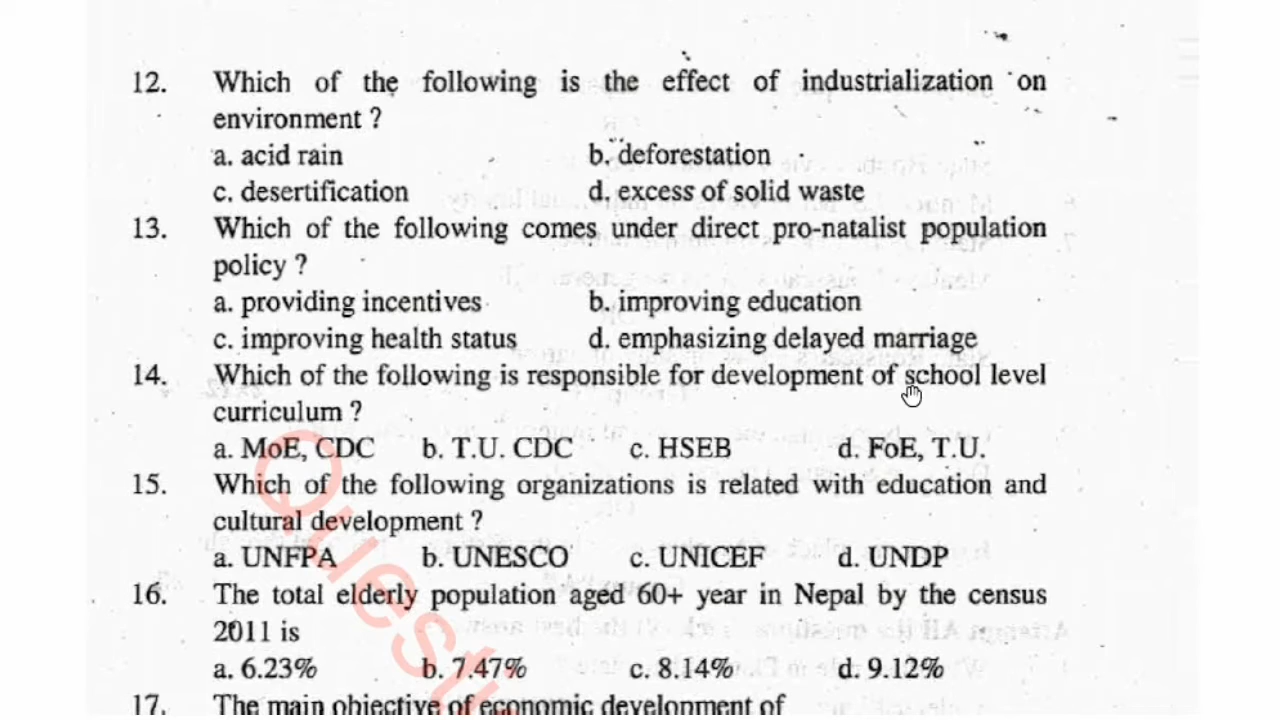 12. Which of the following is the effect of industrialization on
environment ?
a. acid rain b. deforestation
c. desertification d. excess of solid waste
13. Which of the following comes under direct pro-natalist population
policy ?
a. providing incentives b. improving education
c. improving health status d. emphasizing delayed marriage
14. Which of the following is responsible for development of school level
curriculum ?
a. MoE, CDC b. T.U. CDC c. HSEB d. FoE, T.U.
15. Which of the following organizations is related with education and
cultural development ?
a. UNFPA b. UNESCO c. UNICEF d. UNDP
16. The total elderly population aged 60+ year in Nepal by the census
2011 is
a. 6.23% b. 7.47% c. 8.14% d. 9.12%
17. The main objective of economic development of
Questi